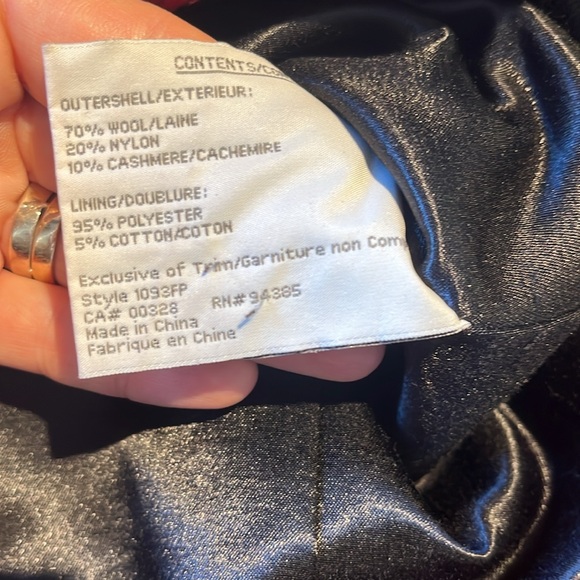 CONTENTS/
OUTERSHELL/EXTERIEUR:
70% WOOL/LAINE
20% NYLON
10% CASHMERE/CACHEMIRE
LINING/DOUBLURE:
95% POLYESTER
5% COTTON/COTON
Exclusive of Trim/Garniture non Com
Style 1093FP
CA# 00328 RN# 94385
Made in China
Fabrique en Chine